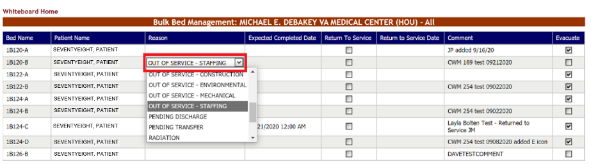 Whiteboard Home
Bulk Bed Management: MICHAEL E. DEBAKEY VA MEDICAL CENTER (HOU) - All
Bed Name Patient Name Reason Expected Completed Date Return To Service Return to Service Date Comment Evacuate
1B120-A SEVENTYEIGHT, PATIENT JP added 9/16/20
1B120-B SEVENTYEIGHT, PATIENT OUT OF SERVICE - STAFFING CWM 169 test 09212020
1B122-A SEVENTYEIGHT, PATIENT OUT OF SERVICE - CONSTRUCTION
OUT OF SERVICE - ENVIRONMENTAL
1B122-B SEVENTYEIGHT, PATIENT CWM 254 test 09022020
OUT OF SERVICE - MECHANICAL
1B124-A SEVENTYEIGHT, PATIENT
OUT OF SERVICE - STAFFING
1B124-B SEVENTYEIGHT, PATIENT CWM 254 test 09022020
PENDING DISCHARGE
1B124-C SEVENTYEIGHT, PATIENT PENDING TRANSFER 21/2020 12:00 AM Layla Bolten Test - Returned to
Service JM
RADIATION
1B124-D SEVENTYEIGHT, PATIENT CWM 254 test 09082020 added E icon
1B126-B SEVENTYEIGHT, PATIENT DAVETESTCOMMENT